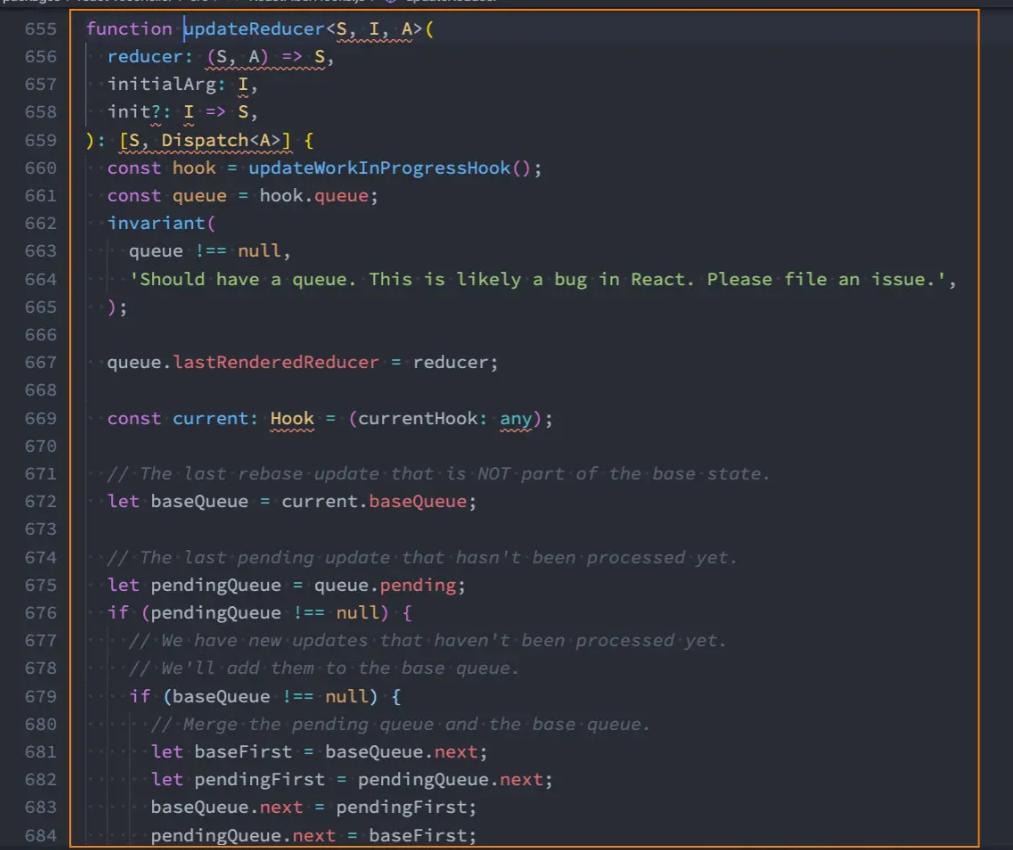 655 function updateReducer<S, I, A>(
656 reducer: (S, A) => S,
657 initialArg: I,
658 init?: I => S,
659 ): [S, Dispatch<A>] {
660 const hook = updateWorkInProgressHook();
661 const queue = hook.queue;
662 invariant(
663 queue !== null,
664 'Should have a queue. This is likely a bug in React. Please file an issue.',
665 );
666
667 queue.lastRenderedReducer = reducer;
668
669 const current: Hook = (currentHook: any);
670
671 // The last rebase update that is NOT part of the base state.
672 let baseQueue = current.baseQueue;
673
674 // The last pending update that hasn't been processed yet.
675 let pendingQueue = queue.pending;
676 if (pendingQueue !== null) {
677 // We have new updates that haven't been processed yet.
678 // We'll add them to the base queue.
679 if (baseQueue !== null) {
680 // Merge the pending queue and the base queue.
681 let baseFirst = baseQueue.next;
682 let pendingFirst = pendingQueue.next;
683 baseQueue.next = pendingFirst;
684 pendingQueue.next = baseFirst;